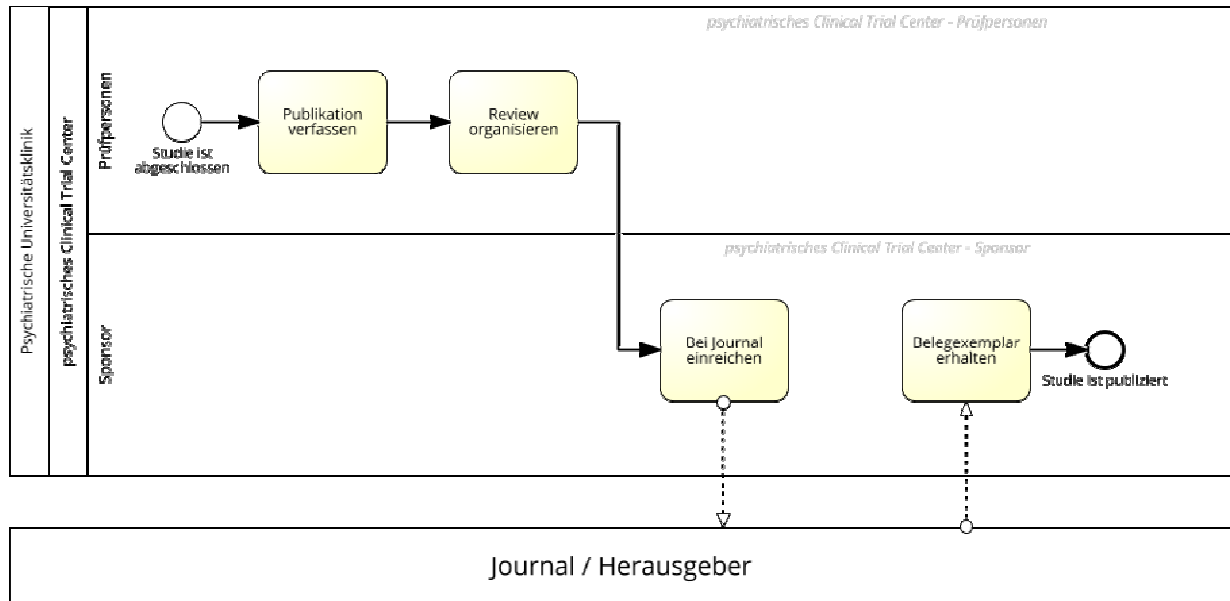 psychiatrisches Clinical Trial Center - Prüfpersonen
Psychiatrische Universitätsklinik
psychiatrisches Clinical Trial Center
Prüfpersonen
Studie ist
abgeschlossen
Publikation
verfassen
Review
organisieren
psychiatrisches Clinical Trial Center - Sponsor
Sponsor
Bei Journal
einreichen
Belegexemplar
erhalten
Studie ist publiziert
Journal / Herausgeber